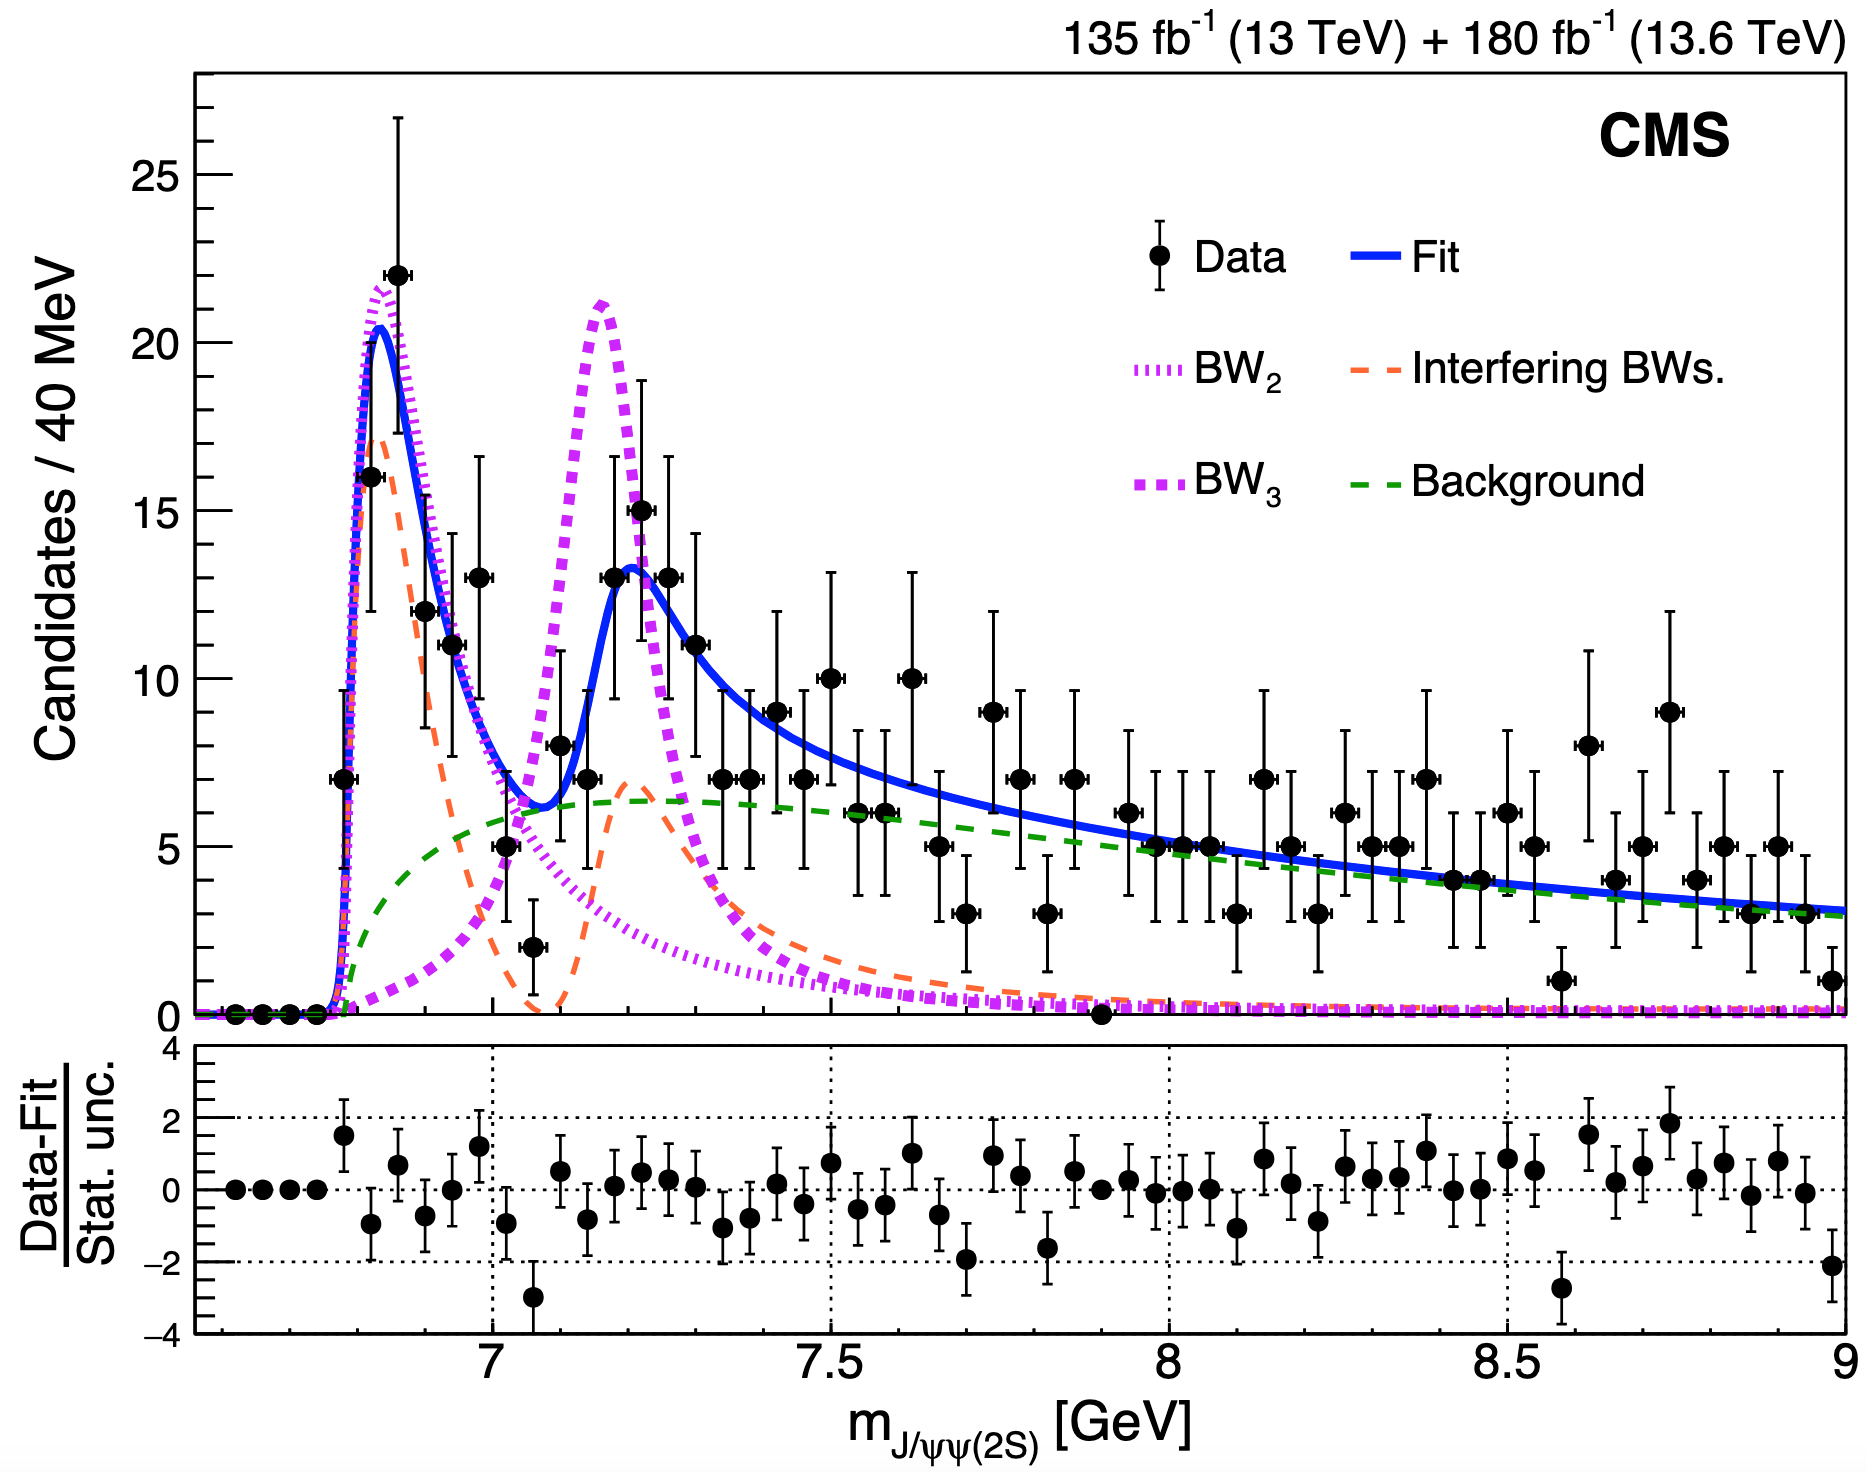 135 fb⁻¹ (13 TeV) + 180 fb⁻¹ (13.6 TeV)
CMS
Candidates / 40 MeV
25
20
15
10
5
0
Data
Fit
BW₂
Interfering BWs.
BW₃
Background
Data-Fit
Stat. unc.
4
2
0
−2
−4
7
7.5
8
8.5
9
m_J/ψψ(2S) [GeV]